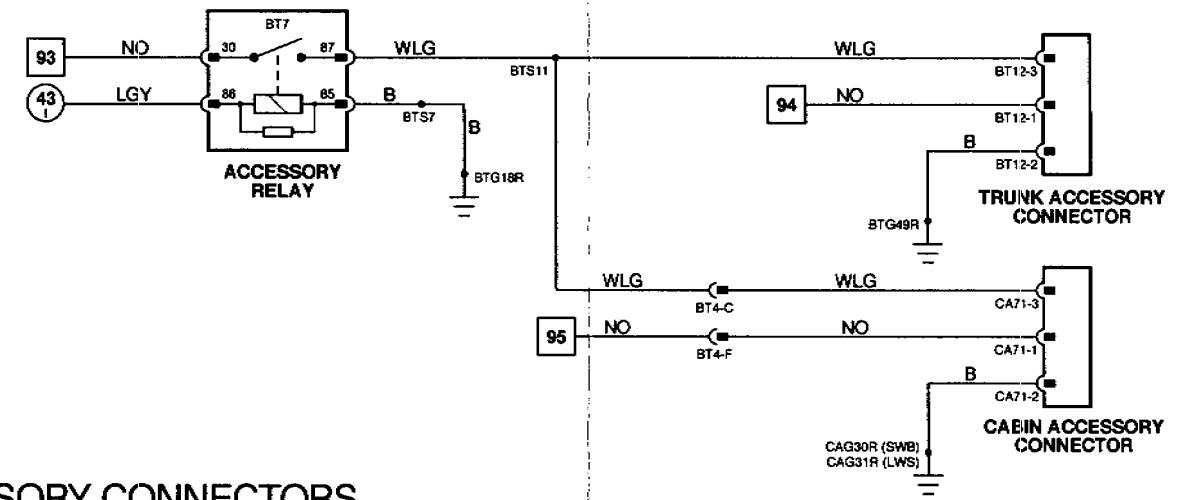 BT7
93
NO
30
87
WLG
BTS11
WLG
BT12-3
43
I
LGY
86
85
B
BTS7
B
BTG18R
94
NO
BT12-1
B
BT12-2
ACCESSORY
RELAY
TRUNK ACCESSORY
CONNECTOR
BTG49R
WLG
BT4-C
WLG
CA71-3
95
NO
BT4-F
NO
CA71-1
B
CA71-2
CABIN ACCESSORY
CONNECTOR
CAG30R (SWB)
CAG31R (LWS)
SORY CONNECTORS